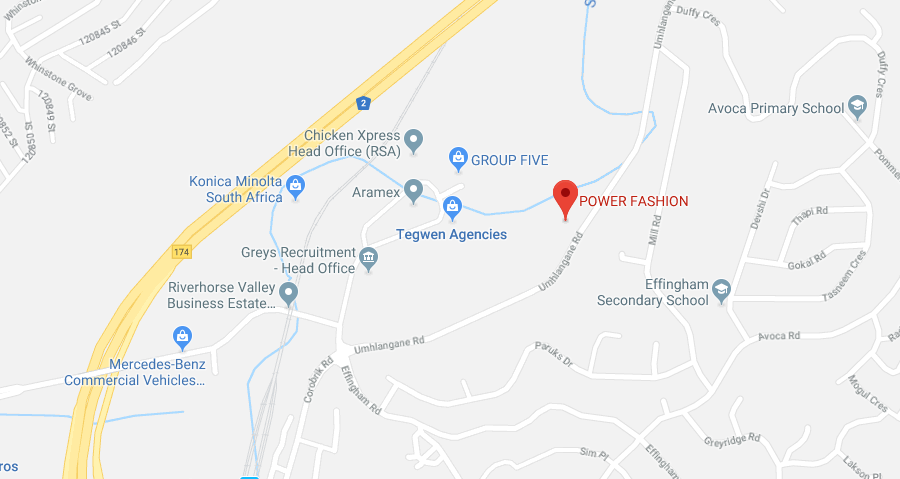 Whinstone
120845 St
120846 St
Whinstone Grove
120849 St
120850 St
120852 St
Duffy Cres
Duffy Cres
Umhlangane
2
Avoca Primary School
Chicken Xpress
Head Office (RSA)
GROUP FIVE
Konica Minolta
South Africa
Aramex
POWER FASHION
Devshi Dr
Thapi Rd
Mill Rd
Tegwen Agencies
174
Greys Recruitment
- Head Office
Umhlangane Rd
Gokal Rd
Tasneem Cres
Riverhorse Valley
Business Estate...
Effingham
Secondary School
Mercedes-Benz
Commercial Vehicles...
Umhlangane Rd
Paruks Dr
Avoca Rd
Corobrik Rd
Effingham Rd
Mogul Cres
Greyridge Rd
Sim Pl
Effingham
Lakson Pl
ros